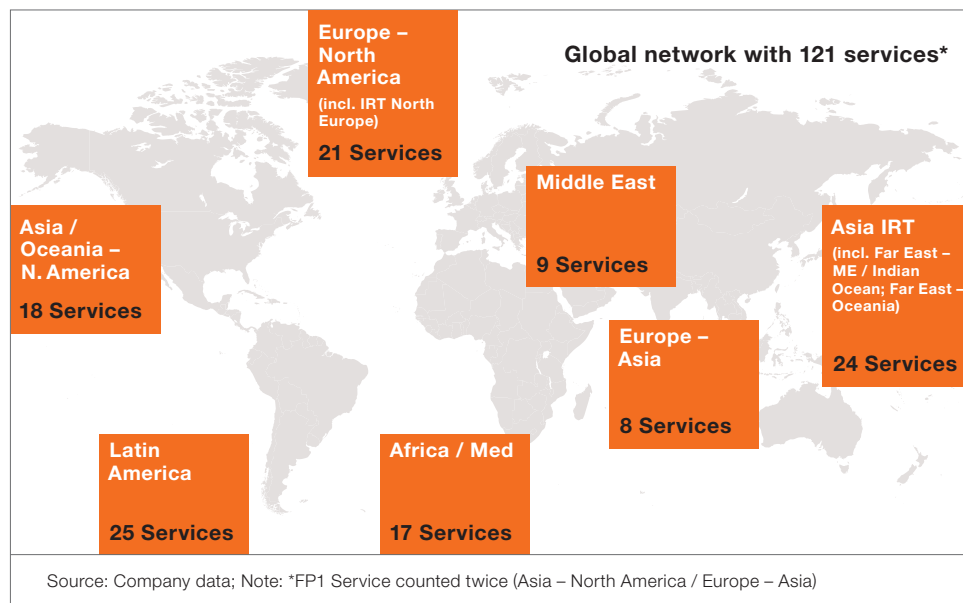 Global network with 121 services*
Europe –
North
America
(incl. IRT North
Europe)
21 Services
Middle East
9 Services
Asia /
Oceania –
N. America
18 Services
Asia IRT
(incl. Far East –
ME / Indian
Ocean; Far East –
Oceania)
24 Services
Europe –
Asia
8 Services
Latin
America
25 Services
Africa / Med
17 Services
Source: Company data; Note: *FP1 Service counted twice (Asia – North America / Europe – Asia)